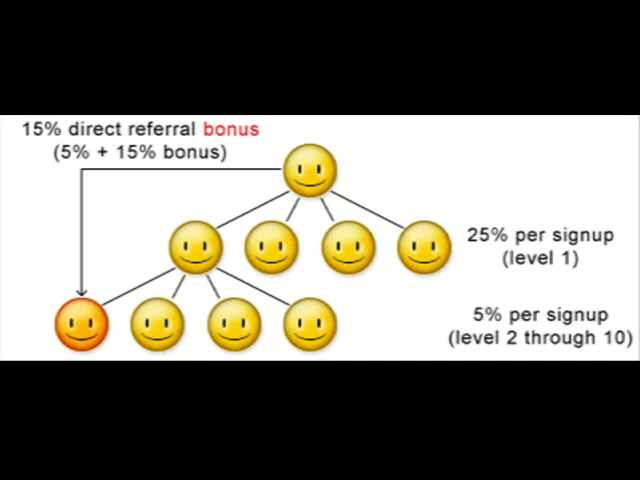 15% direct referral bonus
(5% + 15% bonus)
25% per signup
(level 1)
5% per signup
(level 2 through 10)